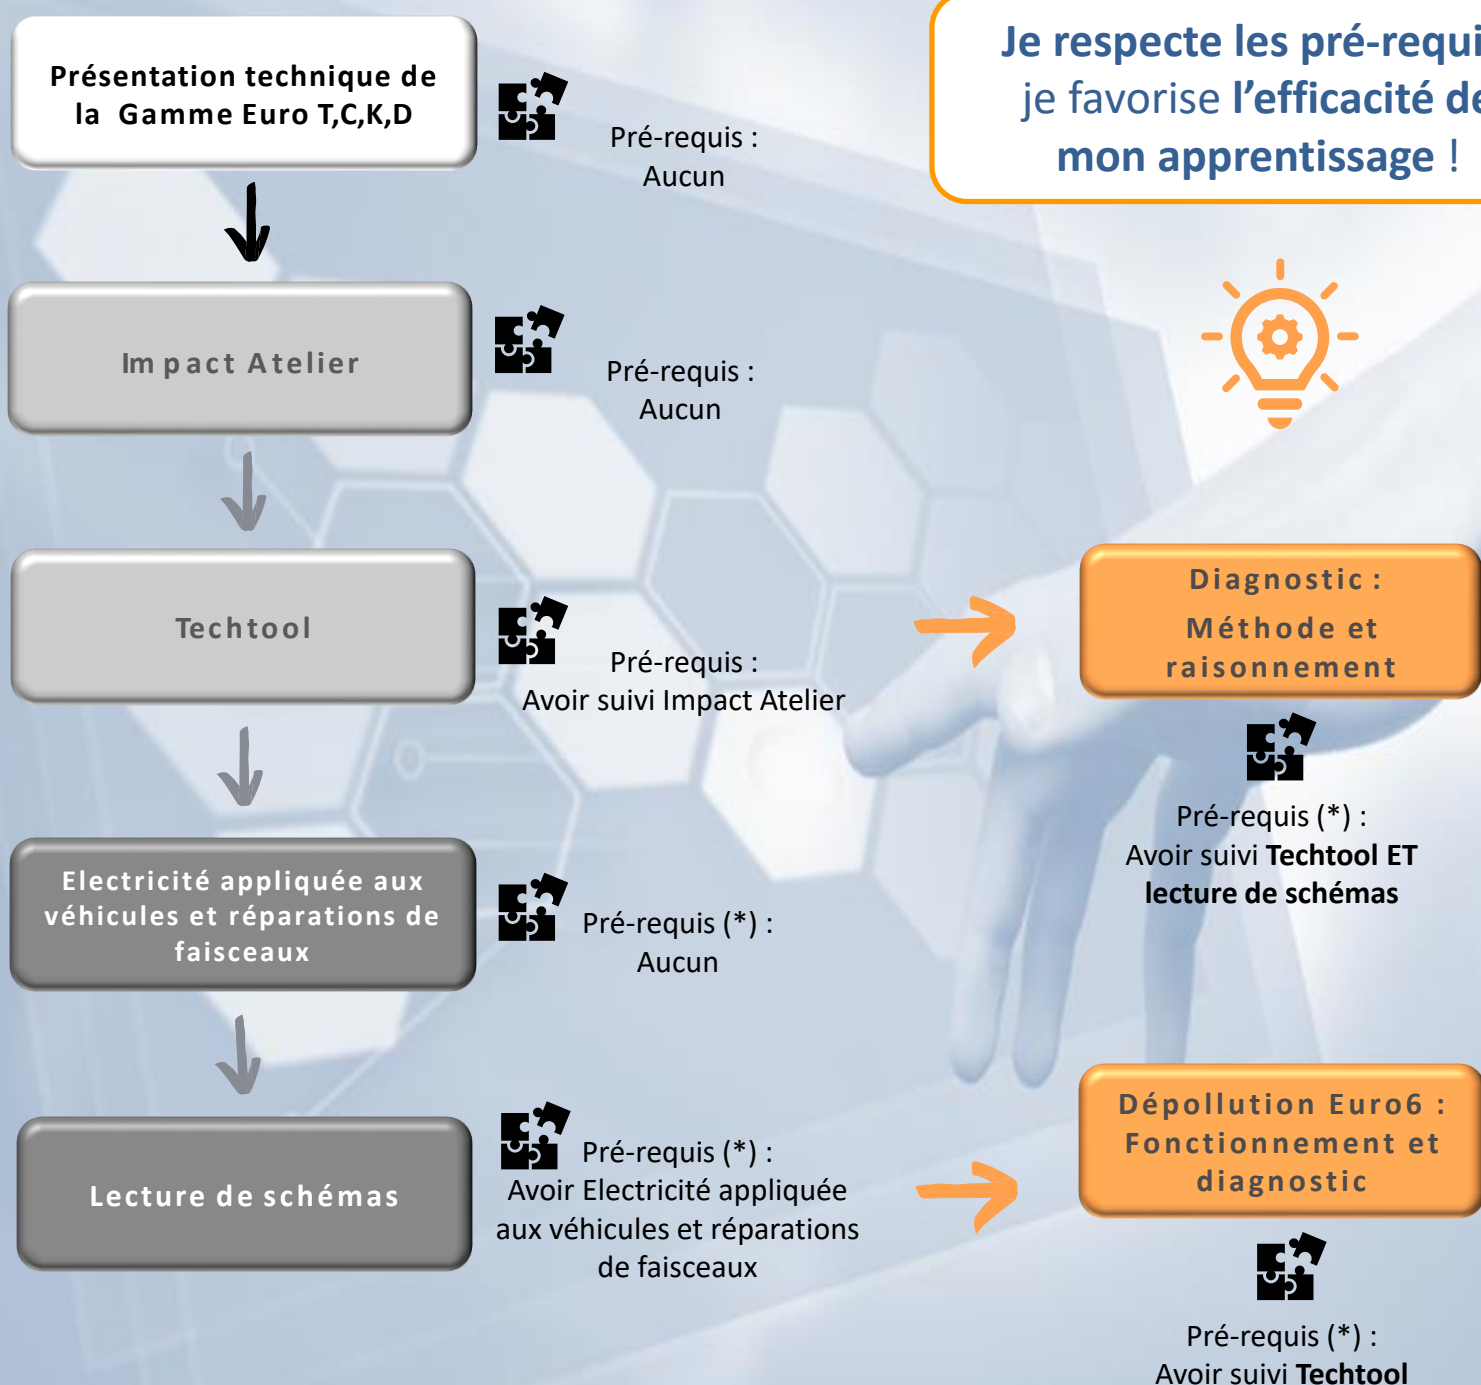 Présentation technique de
la Gamme Euro T,C,K,D
Pré-requis :
Aucun
Je respecte les pré-requi
je favorise l'efficacité de
mon apprentissage !
Impact Atelier
Pré-requis :
Aucun
Techtool
Pré-requis :
Avoir suivi Impact Atelier
Diagnostic :
Méthode et
raisonnement
Pré-requis (*) :
Avoir suivi Techtool ET
lecture de schémas
Electricité appliquée aux
véhicules et réparations de
faisceaux
Pré-requis (*) :
Aucun
Lecture de schémas
Pré-requis (*) :
Avoir Electricité appliquée
aux véhicules et réparations
de faisceaux
Dépollution Euro6 :
Fonctionnement et
diagnostic
Pré-requis (*) :
Avoir suivi Techtool